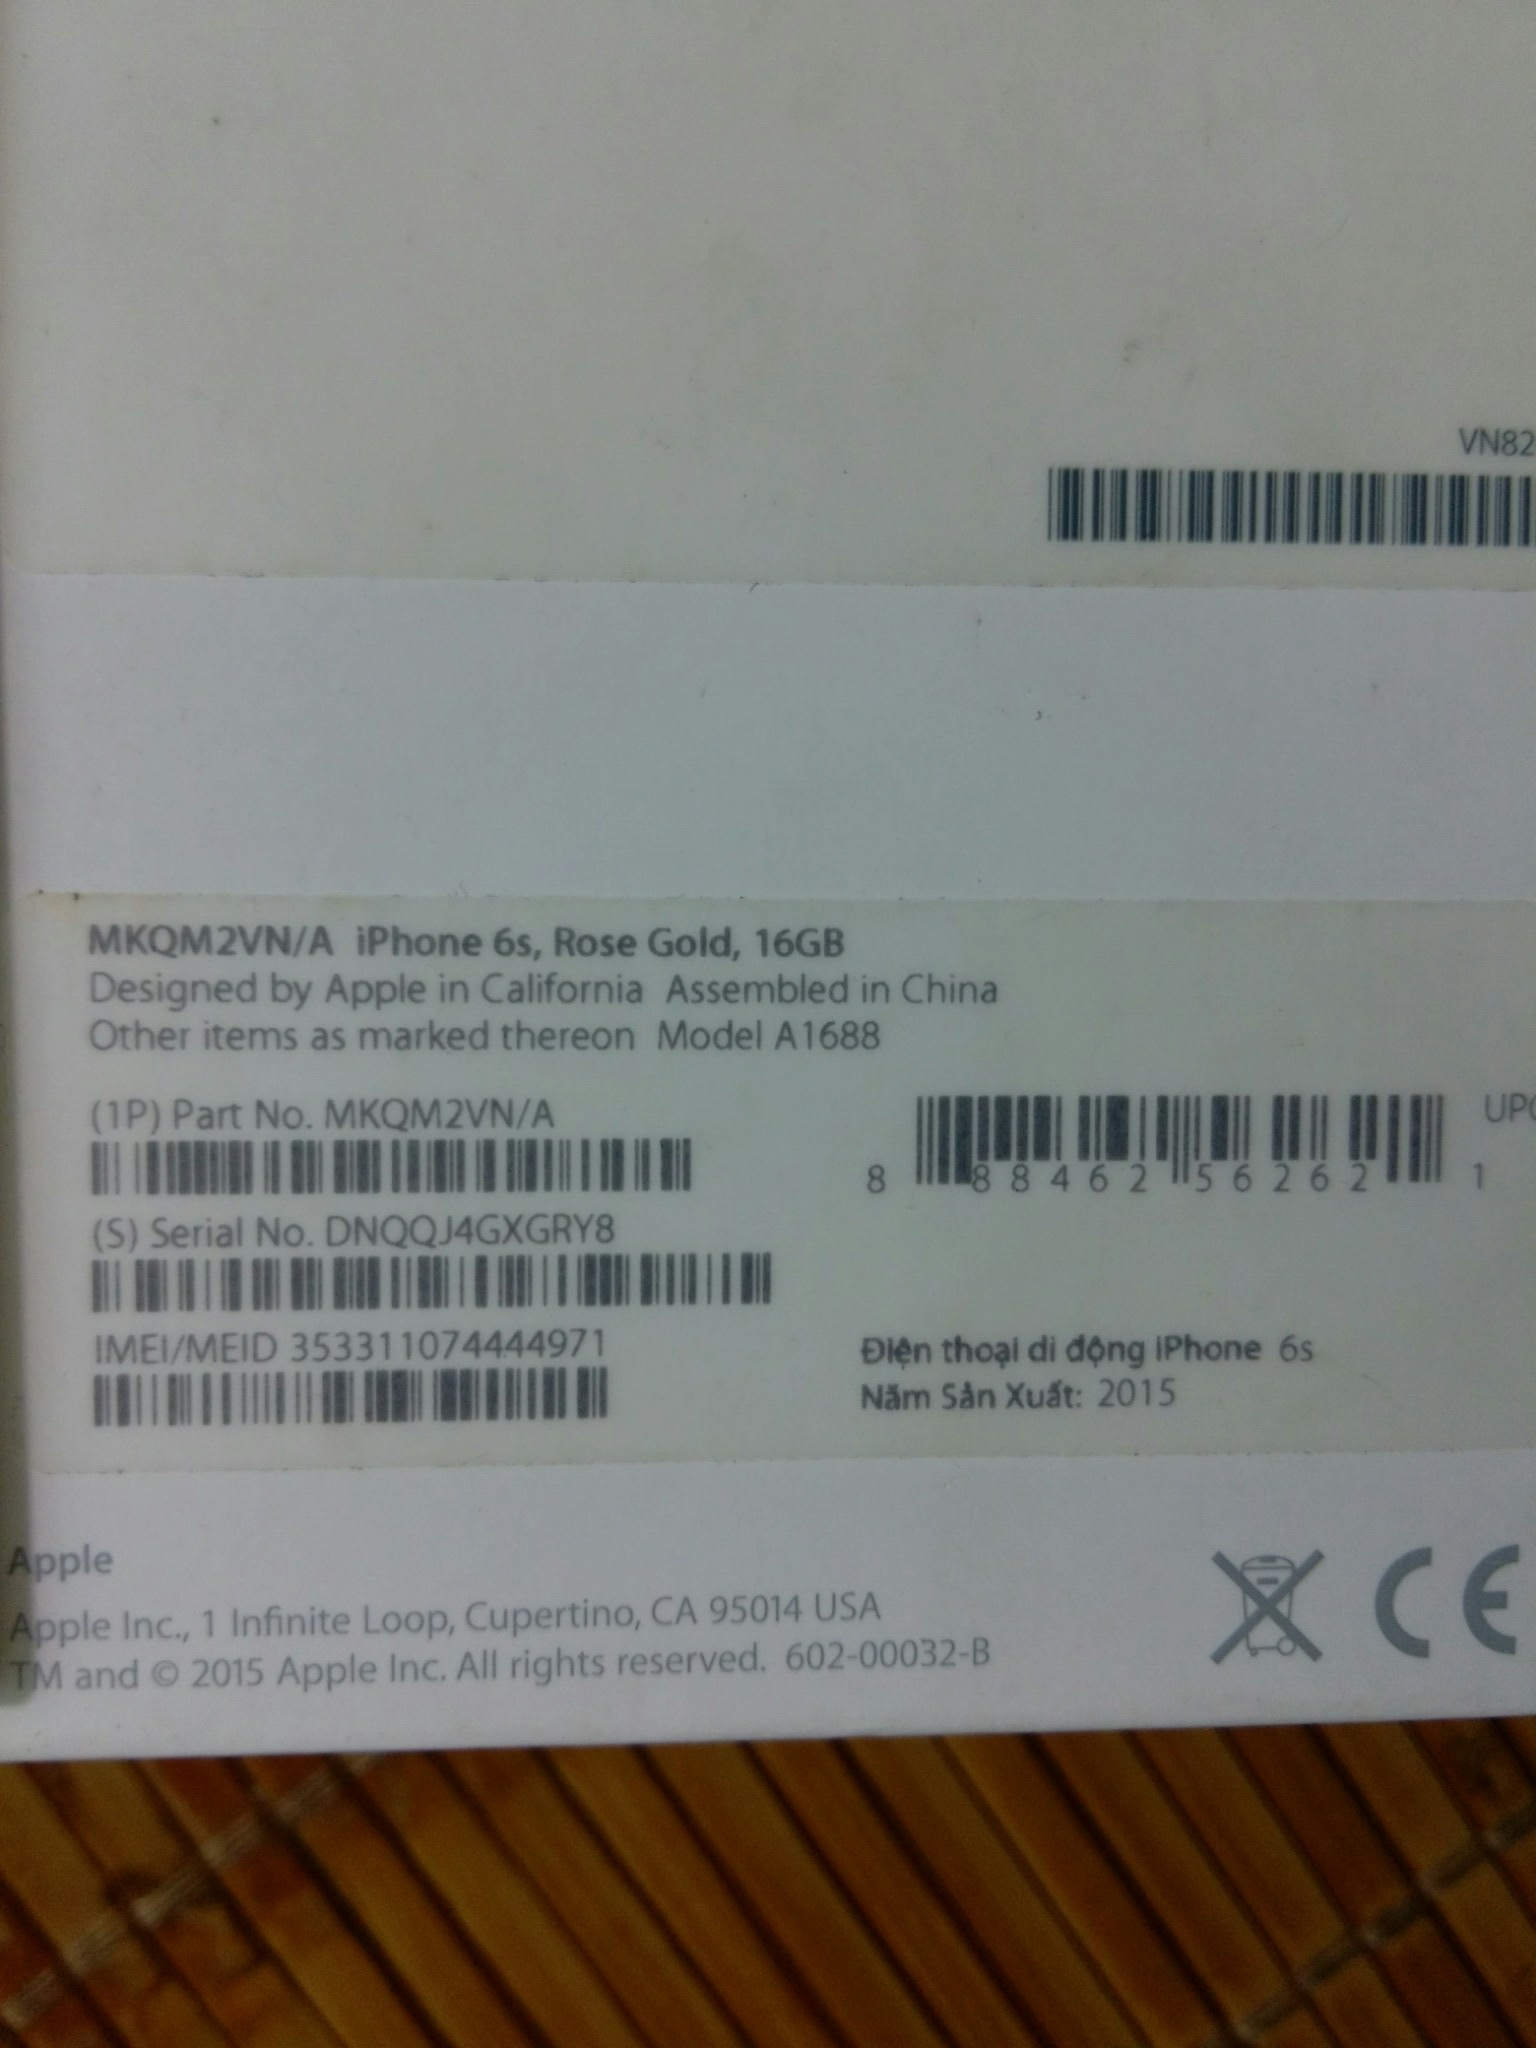 VN82
MKQM2VN/A iPhone 6s, Rose Gold, 16GB
Designed by Apple in California Assembled in China
Other items as marked thereon Model A1688
(1P) Part No. MKQM2VN/A
8 88462 56262 1
UPC
(S) Serial No. DNQQJ4GXGRY8
IMEI/MEID 353311074444971
Điện thoại di động iPhone 6s
Năm Sản Xuất: 2015
Apple
Apple Inc., 1 Infinite Loop, Cupertino, CA 95014 USA
TM and © 2015 Apple Inc. All rights reserved. 602-00032-B
CE